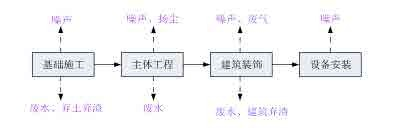 噪声
噪声、扬尘
噪声、废气
噪声
基础施工
主体工程
建筑装饰
设备安装
废水、弃土弃渣
废水
废水、建筑弃渣